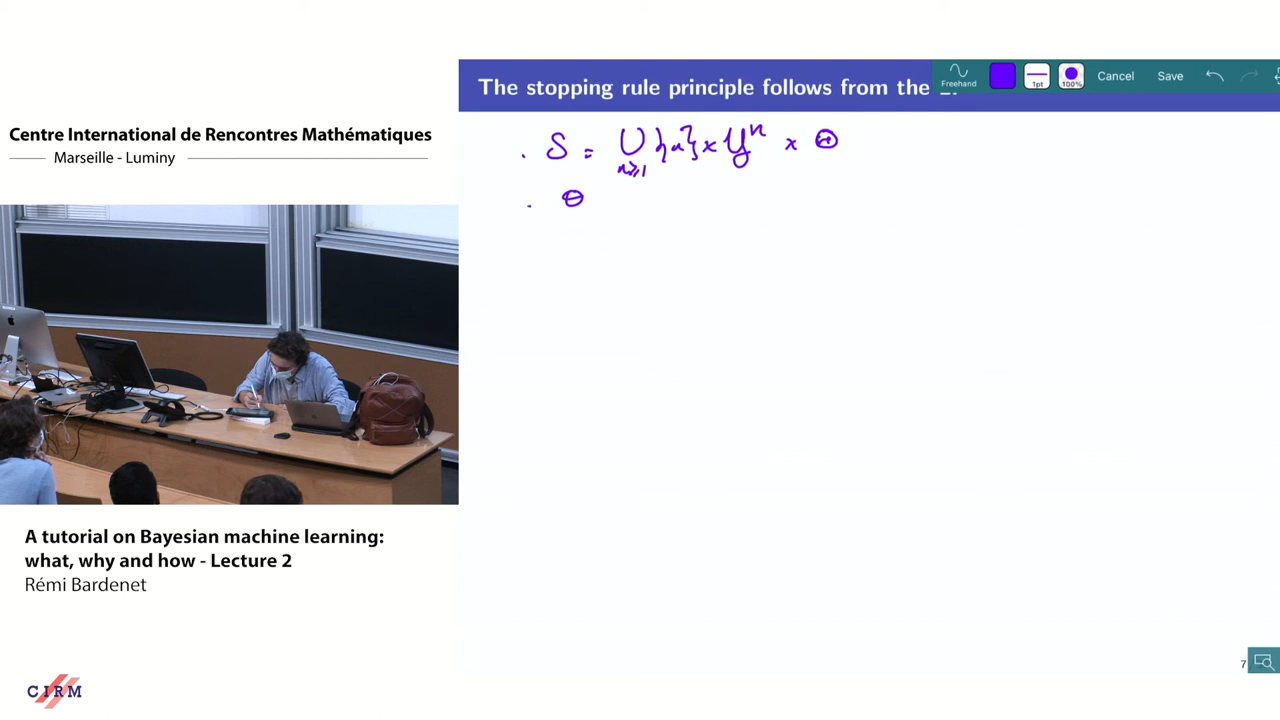 The stopping rule principle follows from the
Freehand
1pt
100%
Cancel
Save
Centre International de Rencontres Mathématiques
Marseille - Luminy
. S = ∪ {n} × 𝒴ⁿ × Θ
n≥1
. Θ
A tutorial on Bayesian machine learning:
what, why and how - Lecture 2
Rémi Bardenet
7
CIRM